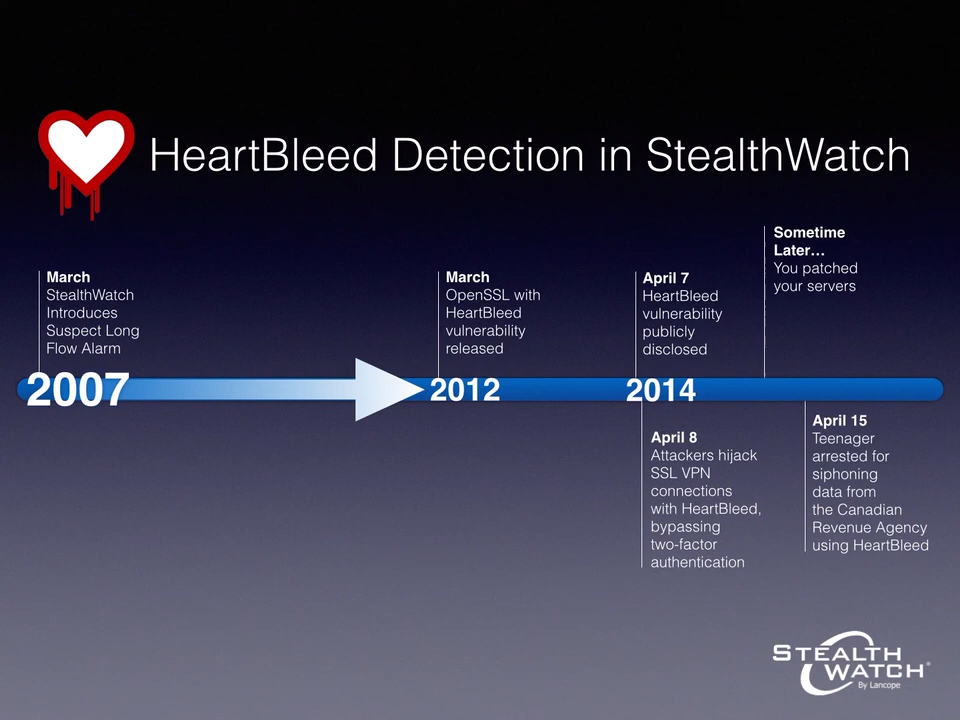 HeartBleed Detection in StealthWatch
March
StealthWatch
Introduces
Suspect Long
Flow Alarm
March
OpenSSL with
HeartBleed
vulnerability
released
April 7
HeartBleed
vulnerability
publicly
disclosed
Sometime
Later…
You patched
your servers
2007
2012
2014
April 8
Attackers hijack
SSL VPN
connections
with HeartBleed,
bypassing
two-factor
authentication
April 15
Teenager
arrested for
siphoning
data from
the Canadian
Revenue Agency
using HeartBleed
STEALTH
WATCH®
By Lancope